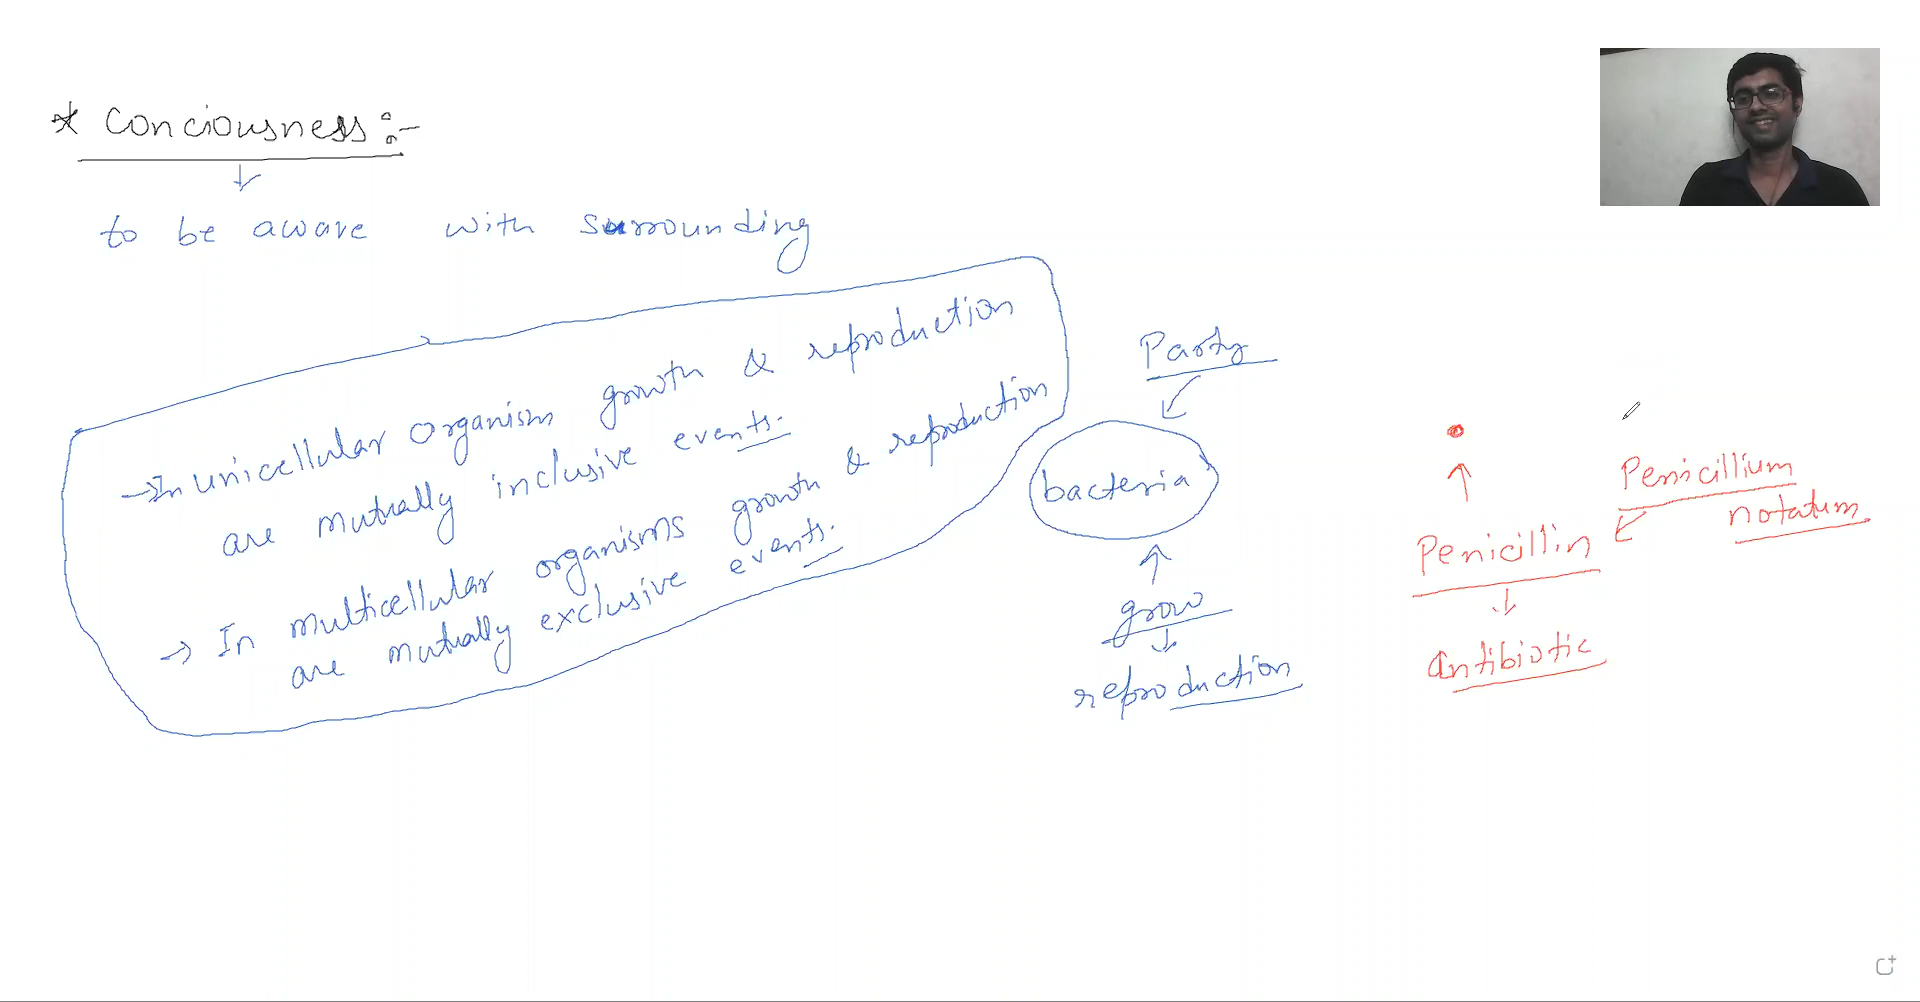 * Conciousness:-
to be aware with surrounding
→ In unicellular organism growth & reproduction
are mutually inclusive events.
→ In multicellular organisms growth & reproduction
are mutually exclusive events.
Party
bacteria
grow
reproduction
Penicillium
notatum
Penicillin
Antibiotic